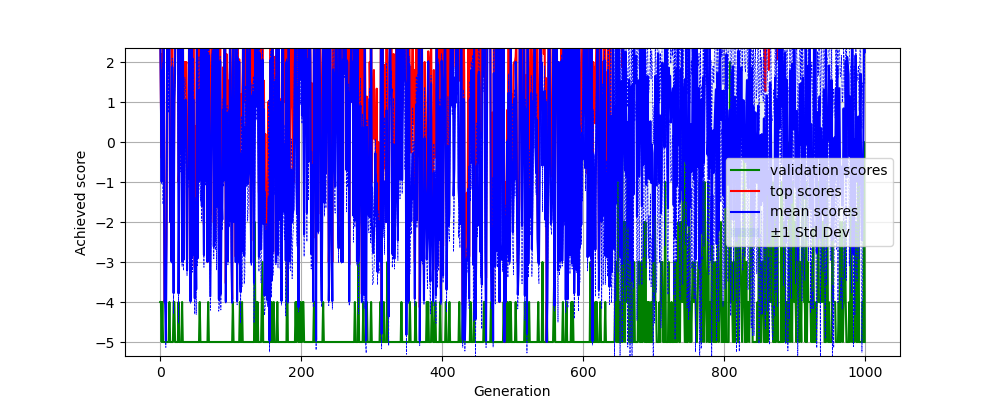 2
1
0
−1
−2
−3
−4
−5
Achieved score
0
200
400
600
800
1000
Generation
validation scores
top scores
mean scores
±1 Std Dev